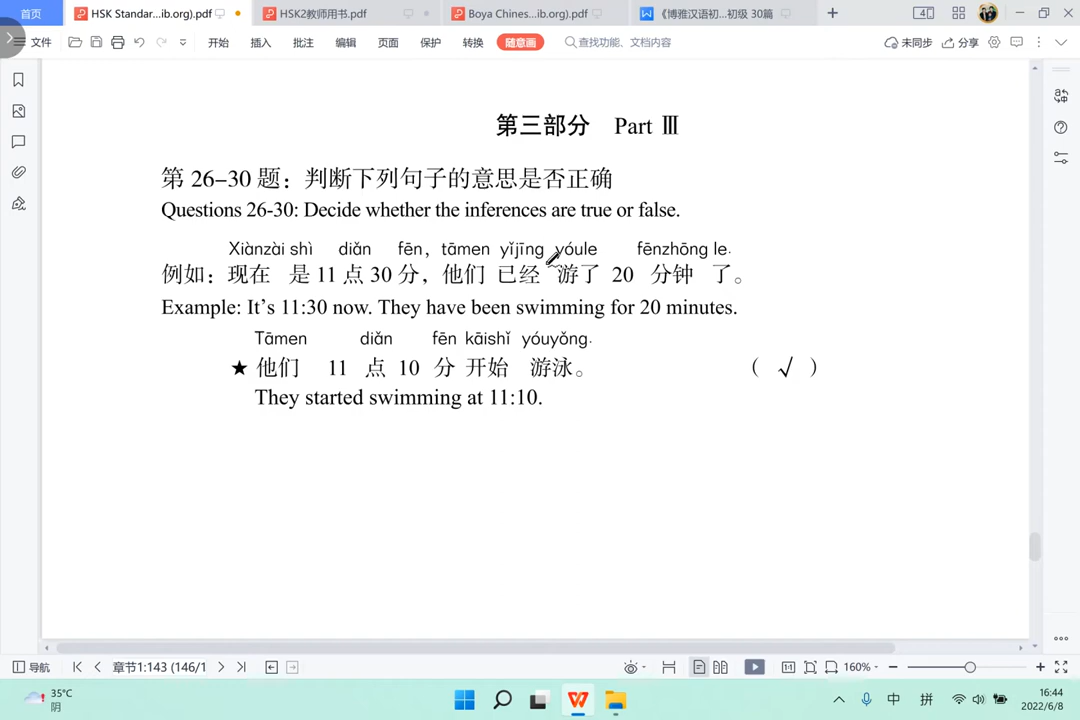 首页 HSK Standar...ib.org).pdf HSK2教师用书.pdf Boya Chines...ib.org).pdf 《博雅汉语初...初级 30篇
文件 开始 插入 批注 编辑 页面 保护 转换 随意画 查找功能、文档内容 未同步 分享
第三部分 Part Ⅲ
第 26–30 题：判断下列句子的意思是否正确
Questions 26-30: Decide whether the inferences are true or false.
Xiànzài shì diǎn fēn, tāmen yǐjīng yóule fēnzhōng le.
例如：现在 是 11 点 30 分，他们 已经 游了 20 分钟 了。
Example: It's 11:30 now. They have been swimming for 20 minutes.
Tāmen diǎn fēn kāishǐ yóuyǒng.
★ 他们 11 点 10 分 开始 游泳。 ( √ )
They started swimming at 11:10.
导航 章节1:143 (146/1 160%
35°C
阴
中 拼 16:44
2022/6/8